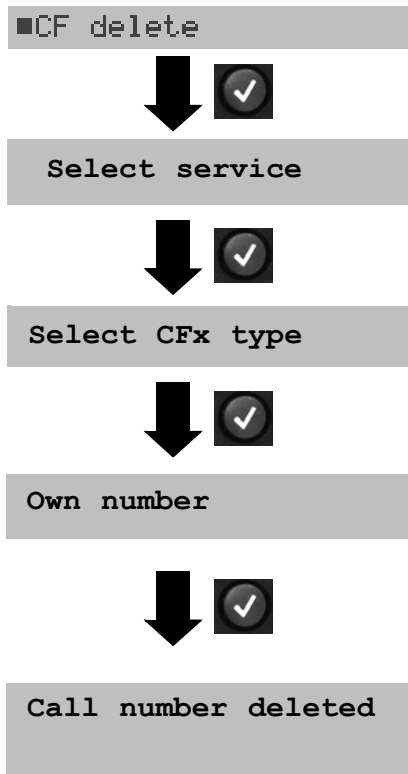 ■CF delete
Select service
Select CFx type
Own number
Call number deleted